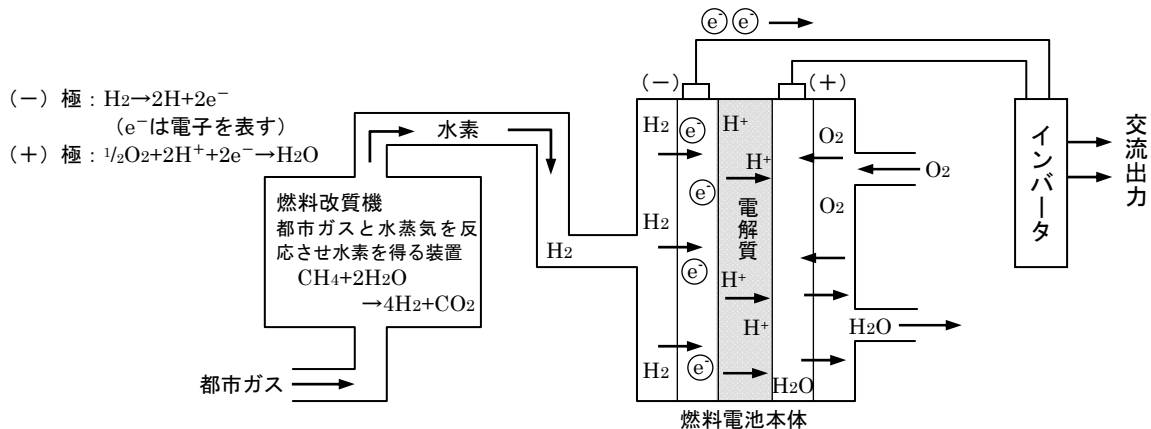 （－）極：H2→2H+2e−
（e−は電子を表す）
（＋）極：1/2O2+2H+＋2e−→H2O
水素
燃料改質機
都市ガスと水蒸気を反
応させ水素を得る装置
CH4+2H2O
→4H2+CO2
都市ガス
H2
e- e-
（－）
（＋）
H2
e-
H+
O2
H+
O2
e-
H2
電解質
O2
H+
e-
H+
H2O
H2
e-
H2O
燃料電池本体
インバータ
交流出力